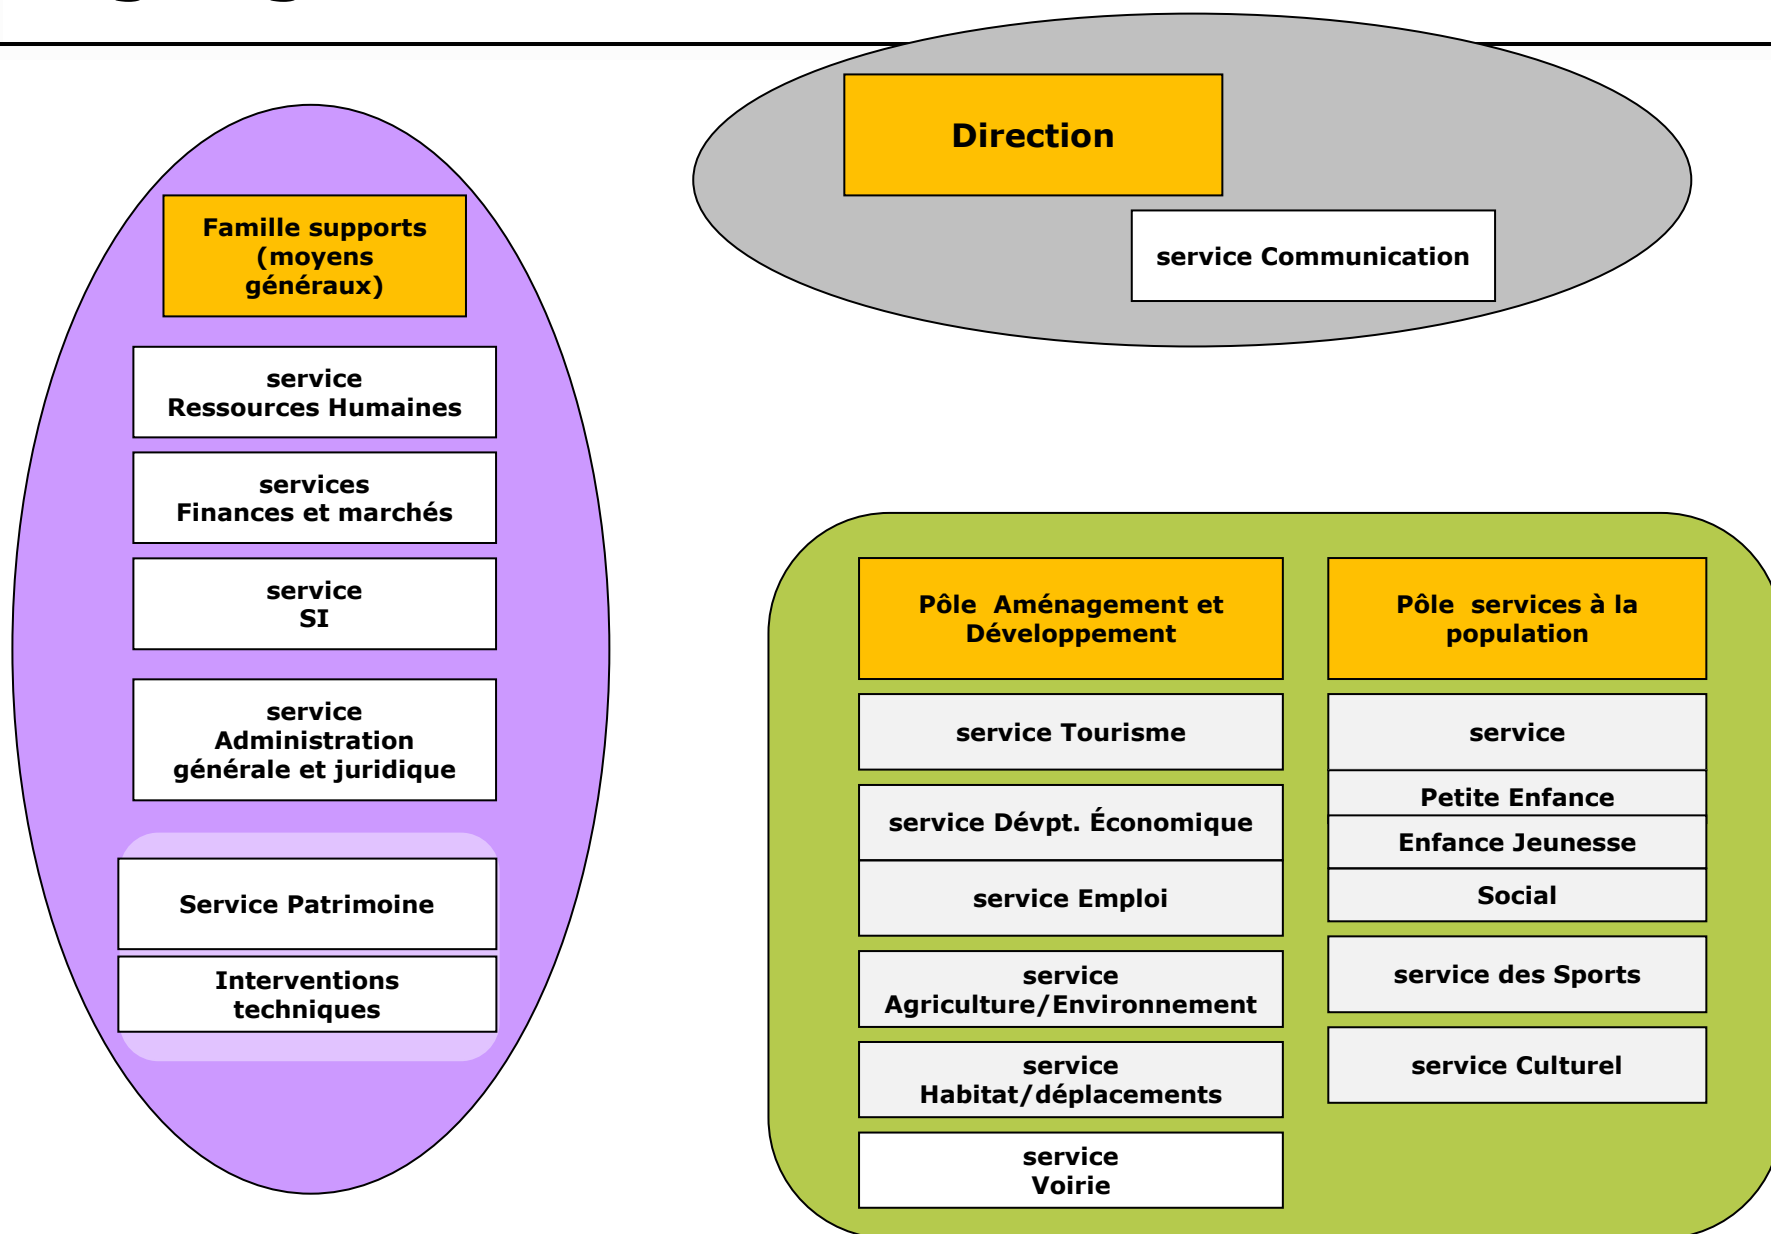 Direction
service Communication
Famille supports
(moyens
généraux)
service
Ressources Humaines
services
Finances et marchés
service
SI
service
Administration
générale et juridique
Service Patrimoine
Interventions
techniques
Pôle Aménagement et
Développement
service Tourisme
service Dévpt. Économique
service Emploi
service
Agriculture/Environnement
service
Habitat/déplacements
service
Voirie
Pôle services à la
population
service
Petite Enfance
Enfance Jeunesse
Social
service des Sports
service Culturel